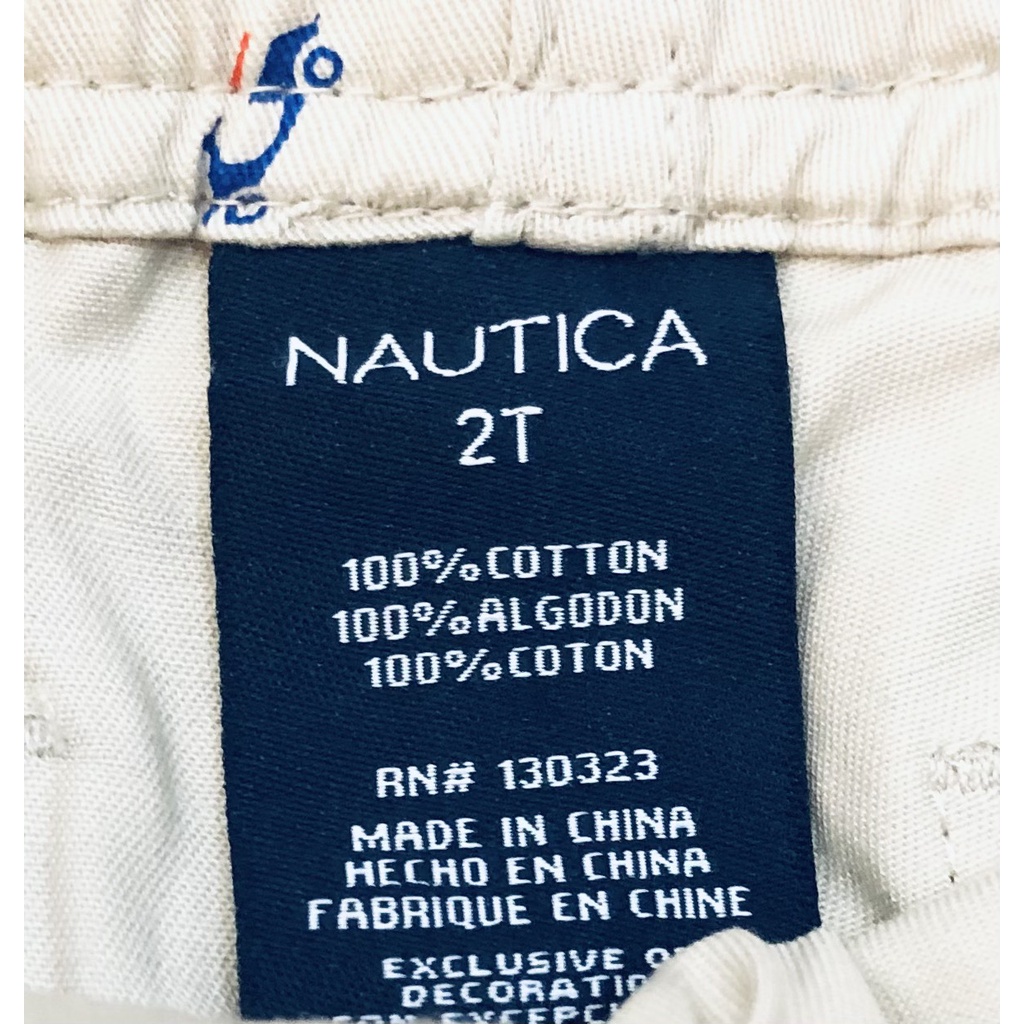 NAUTICA
2T
100%COTTON
100%ALGODON
100%COTON
RN# 130323
MADE IN CHINA
HECHO EN CHINA
FABRIQUE EN CHINE
EXCLUSIVE